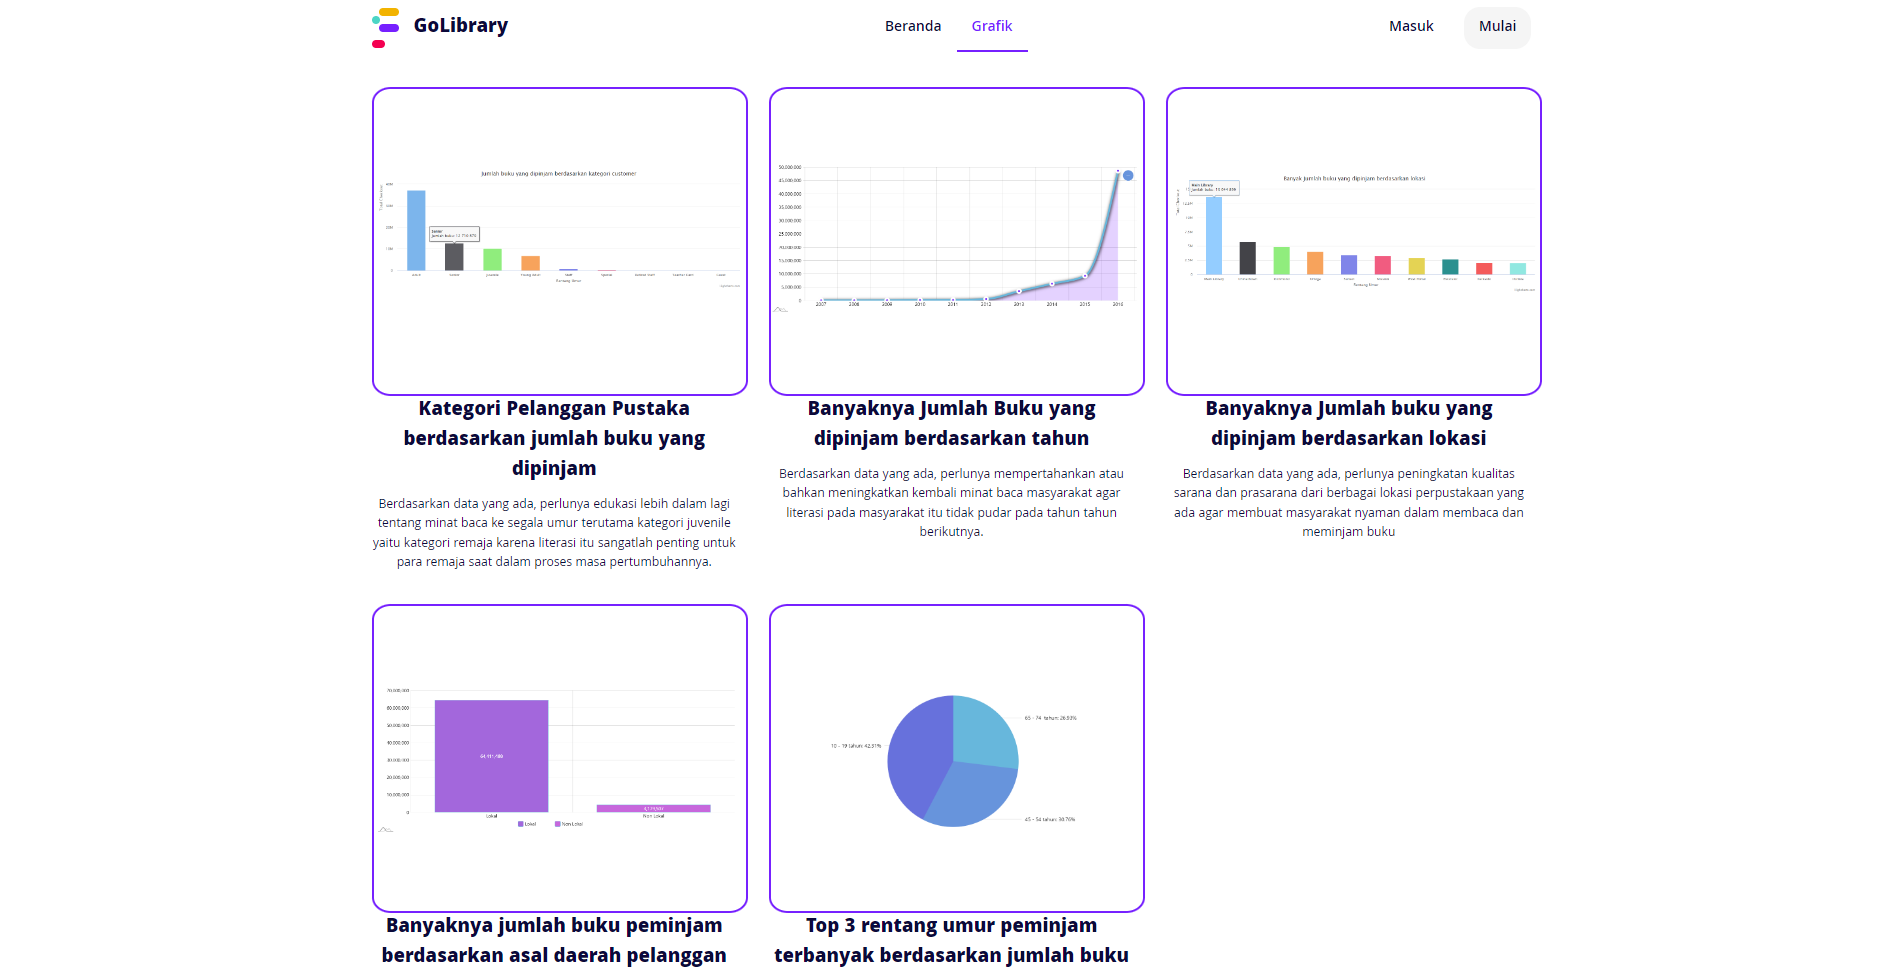 GoLibrary
Beranda
Grafik
Masuk
Mulai
Jumlah buku yang dipinjam berdasarkan kategori customer
Rentang Umur
50,000,000
45,000,000
40,000,000
35,000,000
30,000,000
25,000,000
20,000,000
15,000,000
10,000,000
5,000,000
0
2007 2008 2009 2010 2011 2012 2013 2014 2015 2016
Banyak Jumlah buku yang dipinjam berdasarkan lokasi
Main Library
Rentang Umur
Kategori Pelanggan Pustaka
berdasarkan jumlah buku yang
dipinjam
Berdasarkan data yang ada, perlunya edukasi lebih dalam lagi
tentang minat baca ke segala umur terutama kategori juvenile
yaitu kategori remaja karena literasi itu sangatlah penting untuk
para remaja saat dalam proses masa pertumbuhannya.
Banyaknya Jumlah Buku yang
dipinjam berdasarkan tahun
Berdasarkan data yang ada, perlunya mempertahankan atau
bahkan meningkatkan kembali minat baca masyarakat agar
literasi pada masyarakat itu tidak pudar pada tahun tahun
berikutnya.
Banyaknya Jumlah buku yang
dipinjam berdasarkan lokasi
Berdasarkan data yang ada, perlunya peningkatan kualitas
sarana dan prasarana dari berbagai lokasi perpustakaan yang
ada agar membuat masyarakat nyaman dalam membaca dan
meminjam buku
70,000,000
60,000,000
50,000,000
40,000,000
30,000,000
20,000,000
10,000,000
0
Lokal
Non Lokal
Lokal
Non Lokal
65 - 74 tahun: 26.93%
10 - 19 tahun: 42.31%
45 - 54 tahun: 30.76%
Banyaknya jumlah buku peminjam
berdasarkan asal daerah pelanggan
Top 3 rentang umur peminjam
terbanyak berdasarkan jumlah buku